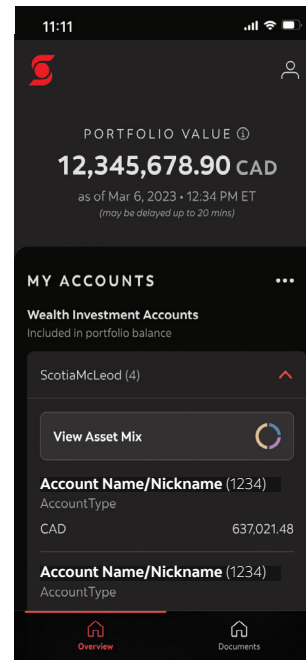 11:11
PORTFOLIO VALUE ⓘ
12,345,678.90 CAD
as of Mar 6, 2023 • 12:34 PM ET
(may be delayed up to 20 mins)
MY ACCOUNTS
Wealth Investment Accounts
Included in portfolio balance
ScotiaMcLeod (4)
View Asset Mix
Account Name/Nickname (1234)
AccountType
CAD 637,021.48
Account Name/Nickname (1234)
AccountType
Overview Documents